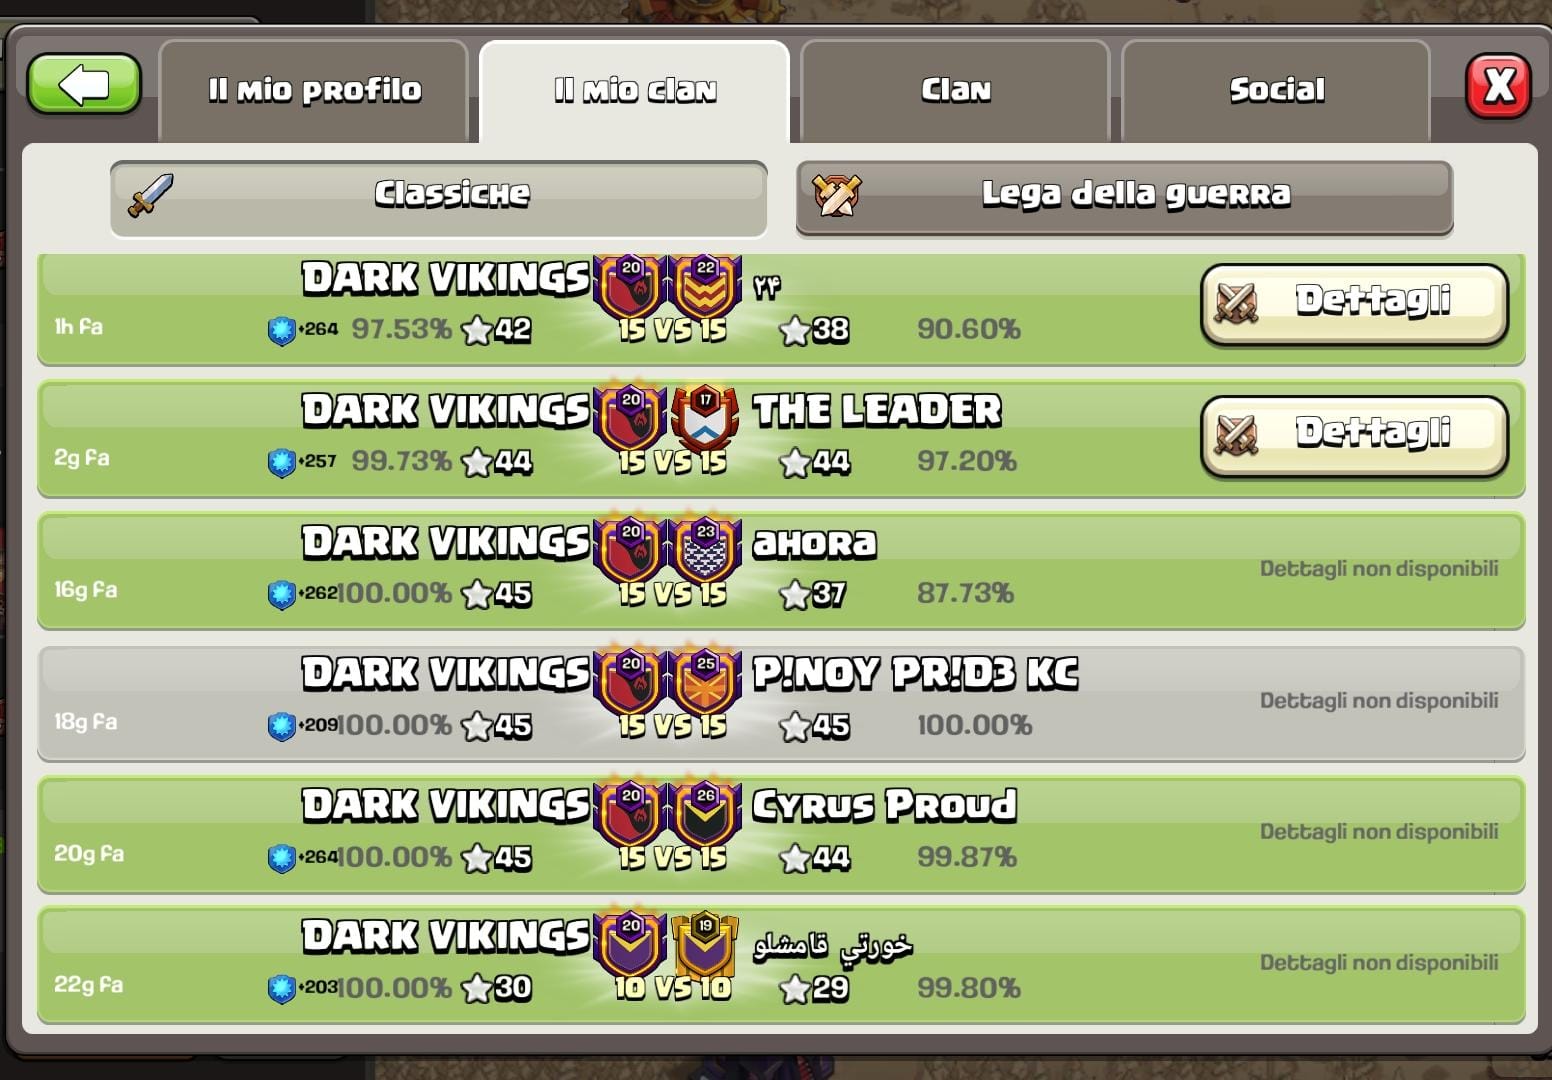 Il mio profilo
Il mio clan
Clan
Social
X
Classiche
Lega della guerra
DARK VIKINGS 20 22 ۲۴
1h fa +264 97.53% 42 15 VS 15 38 90.60%
Dettagli
DARK VIKINGS 20 17 THE LEADER
2g fa +257 99.73% 44 15 VS 15 44 97.20%
Dettagli
DARK VIKINGS 20 23 aHORa
16g fa +262 100.00% 45 15 VS 15 37 87.73%
Dettagli non disponibili
DARK VIKINGS 20 25 P!NOY PR!D3 KC
18g fa +209 100.00% 45 15 VS 15 45 100.00%
Dettagli non disponibili
DARK VIKINGS 20 26 Cyrus Proud
20g fa +264 100.00% 45 15 VS 15 44 99.87%
Dettagli non disponibili
DARK VIKINGS 20 19 خورتي قامشلو
22g fa +203 100.00% 30 10 VS 10 29 99.80%
Dettagli non disponibili